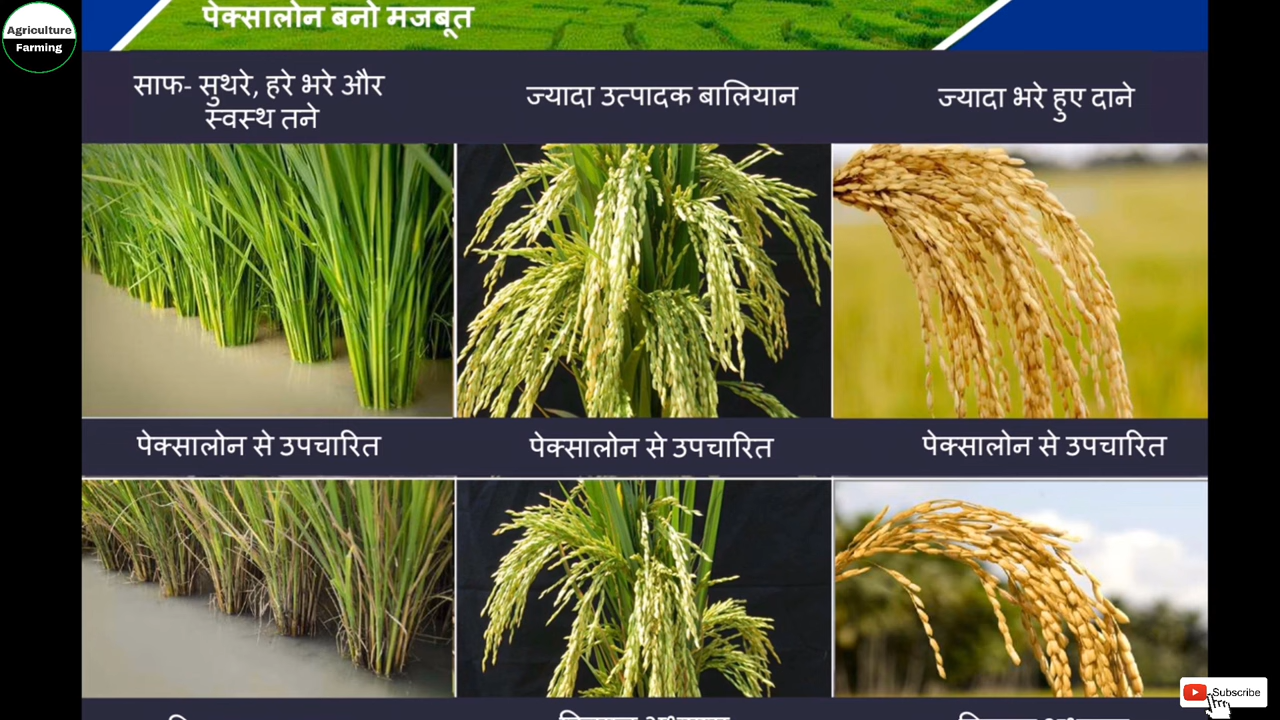 Agriculture
Farming
पेक्सालोन बनो मजबूत
साफ- सुथरे, हरे भरे और
स्वस्थ तने
ज्यादा उत्पादक बालियान
ज्यादा भरे हुए दाने
पेक्सालोन से उपचारित
पेक्सालोन से उपचारित
पेक्सालोन से उपचारित
Subscribe